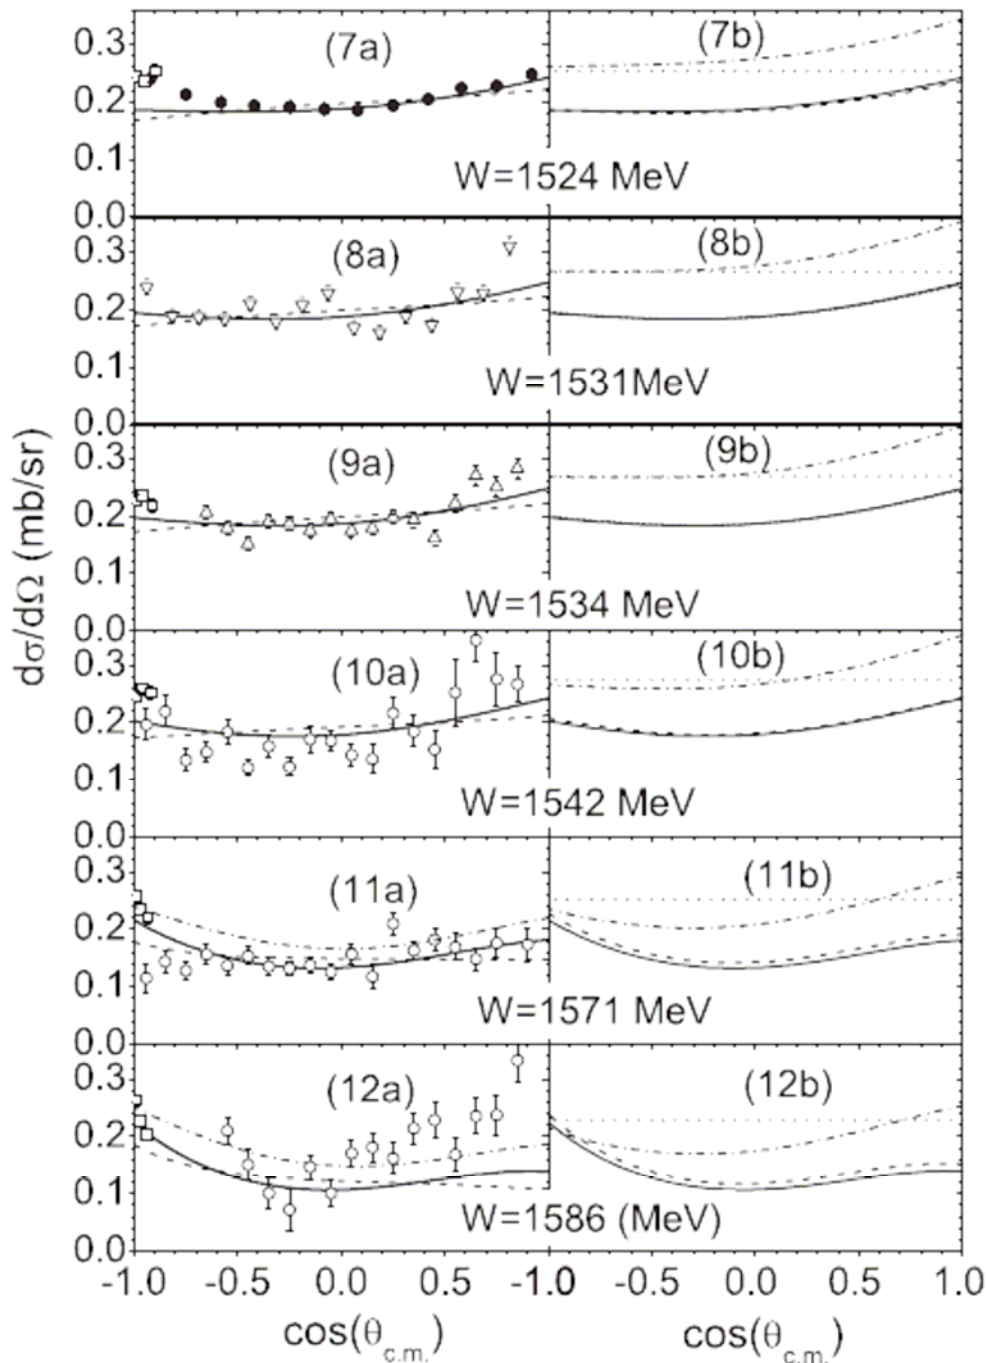 0.3 (7a) (7b)
0.2
0.1 W=1524 MeV
0.0
0.3 (8a) (8b)
0.2
0.1 W=1531MeV
0.0
0.3 (9a) (9b)
0.2
0.1 W=1534 MeV
0.0
0.3 (10a) (10b)
0.2
0.1 W=1542 MeV
0.0
0.3 (11a) (11b)
0.2
0.1 W=1571 MeV
0.0
0.3 (12a) (12b)
0.2
0.1 W=1586 (MeV)
0.0
dσ/dΩ (mb/sr)
-1.0 -0.5 0.0 0.5 -1.0 -0.5 0.0 0.5 1.0
cos(θc.m.) cos(θc.m.)